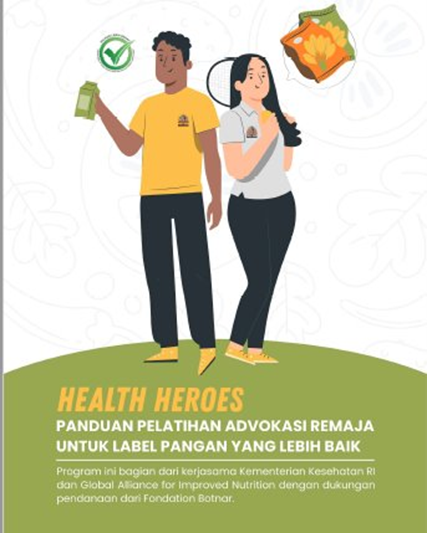 HEALTH HEROES
PANDUAN PELATIHAN ADVOKASI REMAJA
UNTUK LABEL PANGAN YANG LEBIH BAIK
Program ini bagian dari kerjasama Kementerian Kesehatan RI
dan Global Alliance for Improved Nutrition dengan dukungan
pendanaan dari Fondation Botnar.